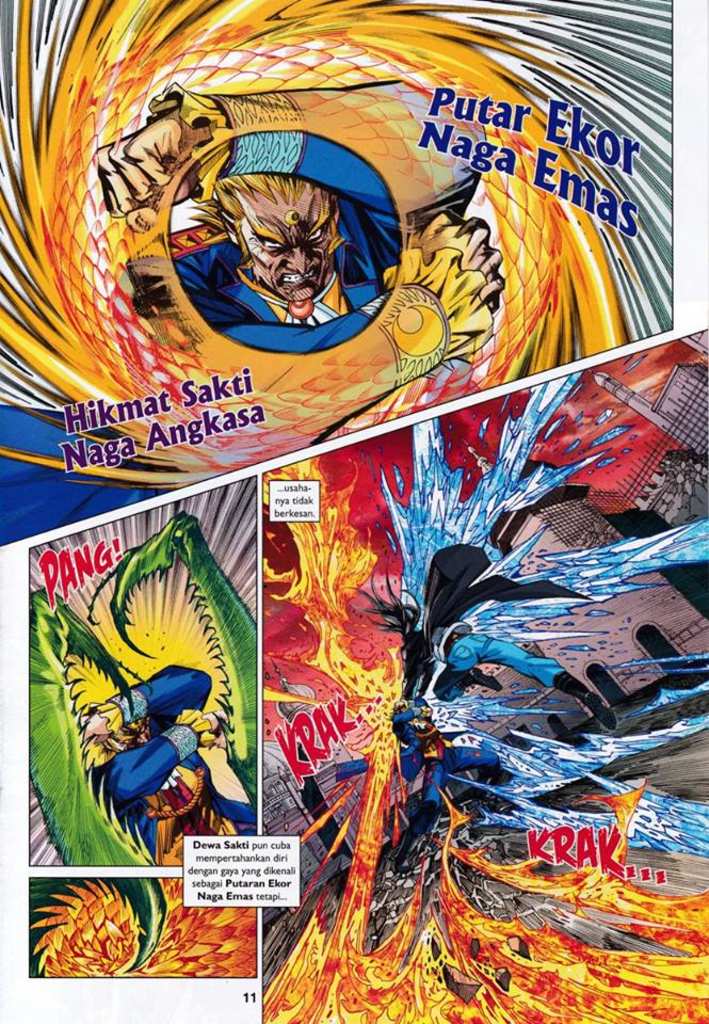 Putar Ekor
Naga Emas
Hikmat Sakti
Naga Angkasa
PANG!
Dewa Sakti pun cuba
mempertahankan diri
dengan gaya yang dikenali
sebagai Putaran Ekor
Naga Emas tetapi...
...usaha-
nya tidak
berkesan.
KRAK...
KRAK...
11